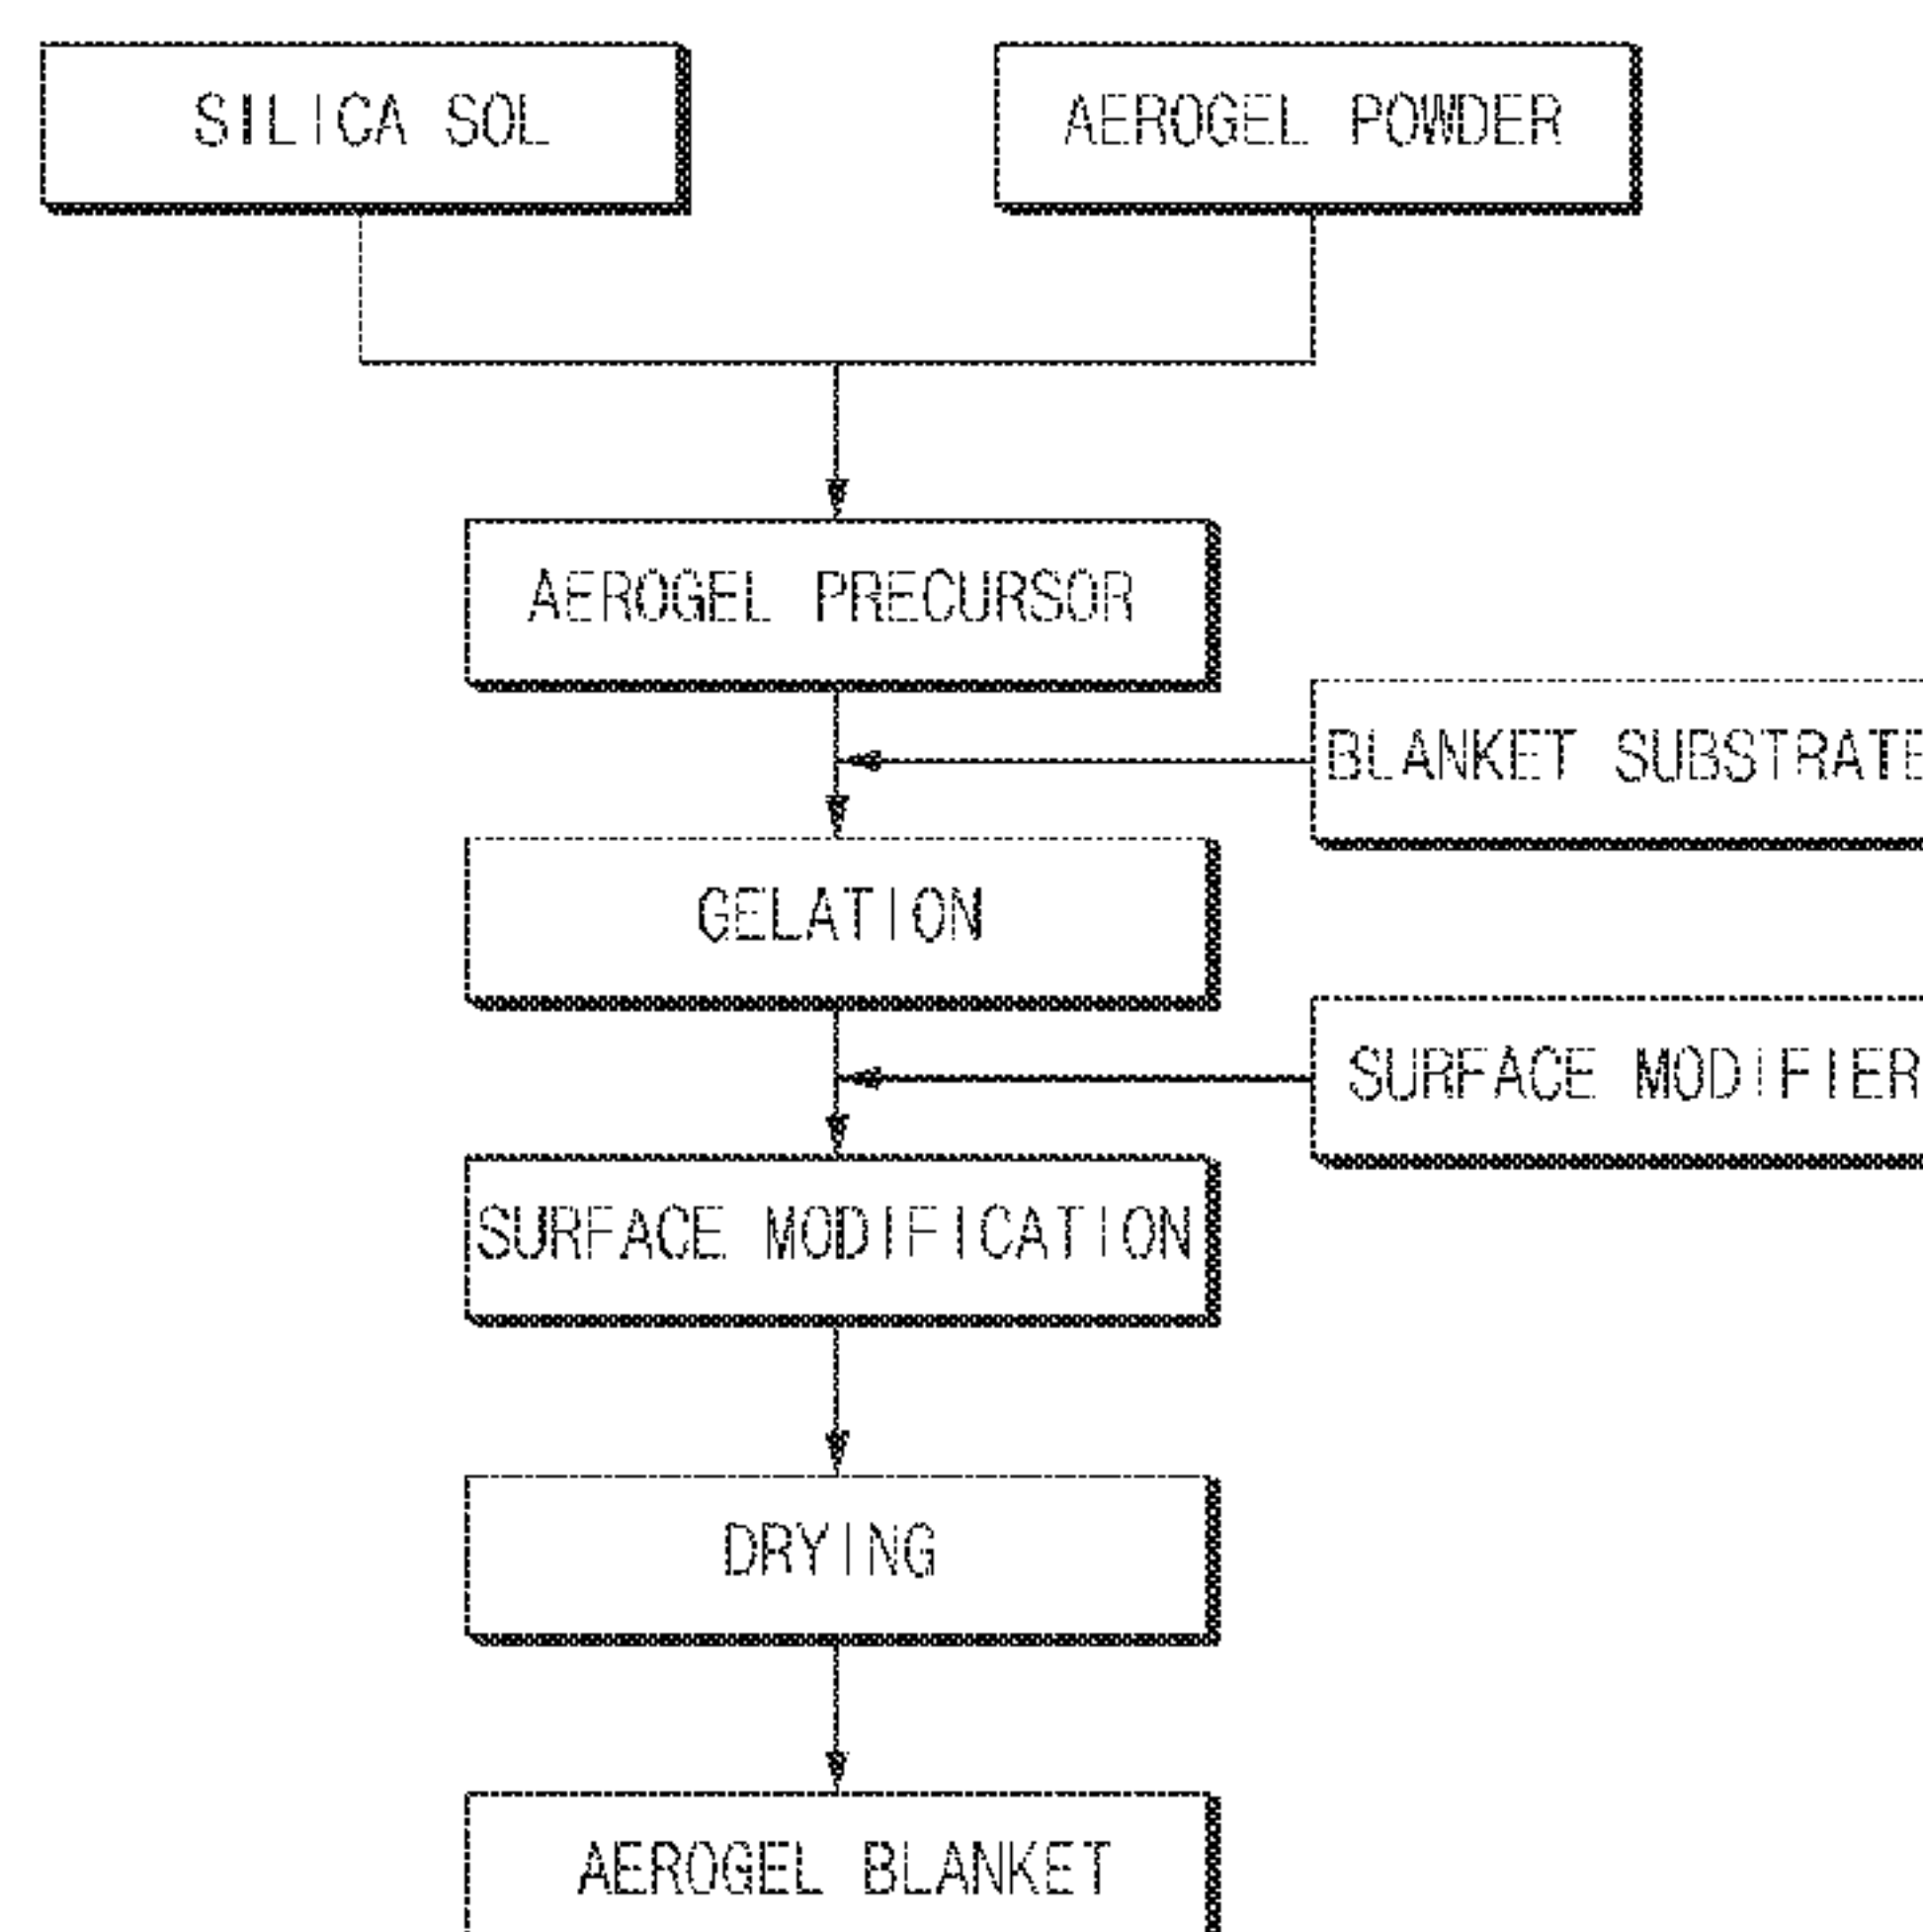 SILICA SOL
AEROGEL POWDER
AEROGEL PRECURSOR
BLANKET SUBSTRATE
GELATION
SURFACE MODIFIER
SURFACE MODIFICATION
DRYING
AEROGEL BLANKET